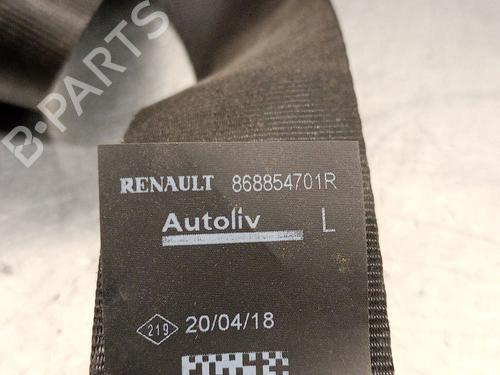 B-PARTS
RENAULT 868854701R
Autoliv L
219 20/04/18